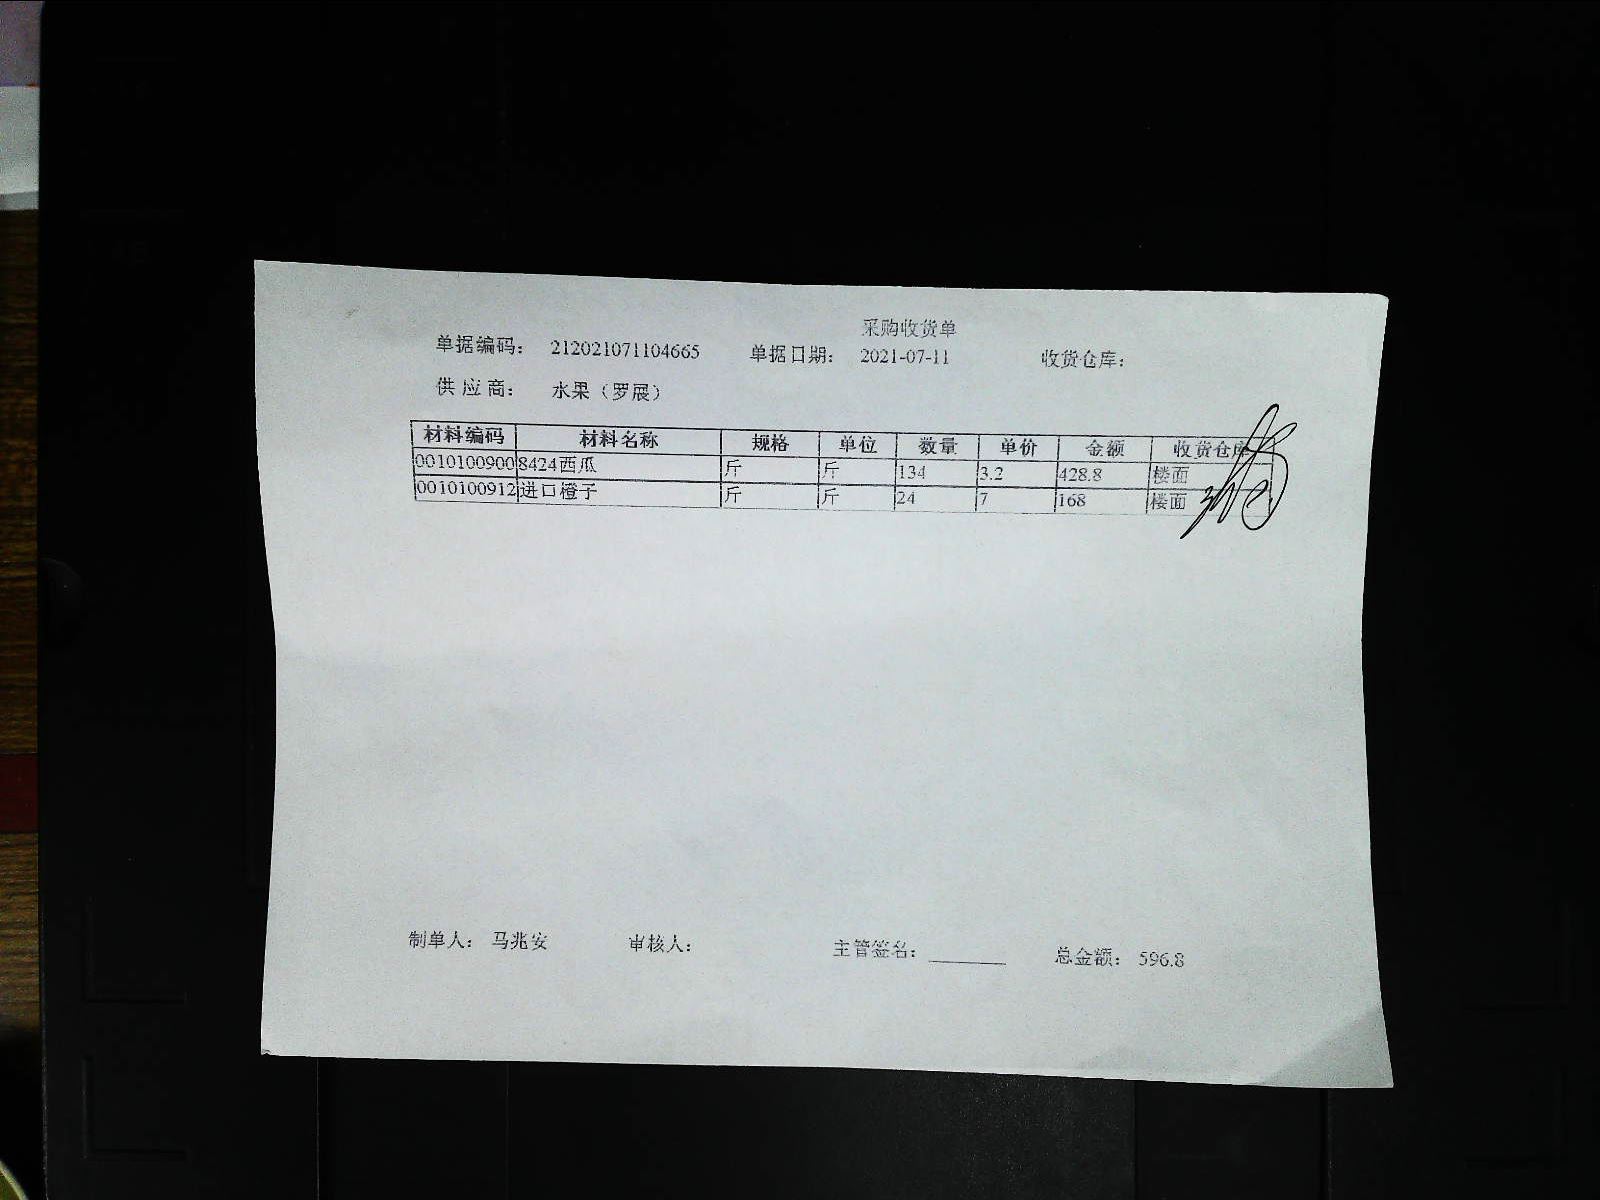 采购收货单
单据编码： 212021071104665 单据日期： 2021-07-11 收货仓库：
供 应 商： 水果（罗展）
材料编码 材料名称 规格 单位 数量 单价 金额 收货仓库
0010100900 8424西瓜 斤 斤 134 3.2 428.8 楼面
0010100912 进口橙子 斤 斤 24 7 168 楼面
制单人： 马兆安 审核人： 主管签名： 总金额： 596.8